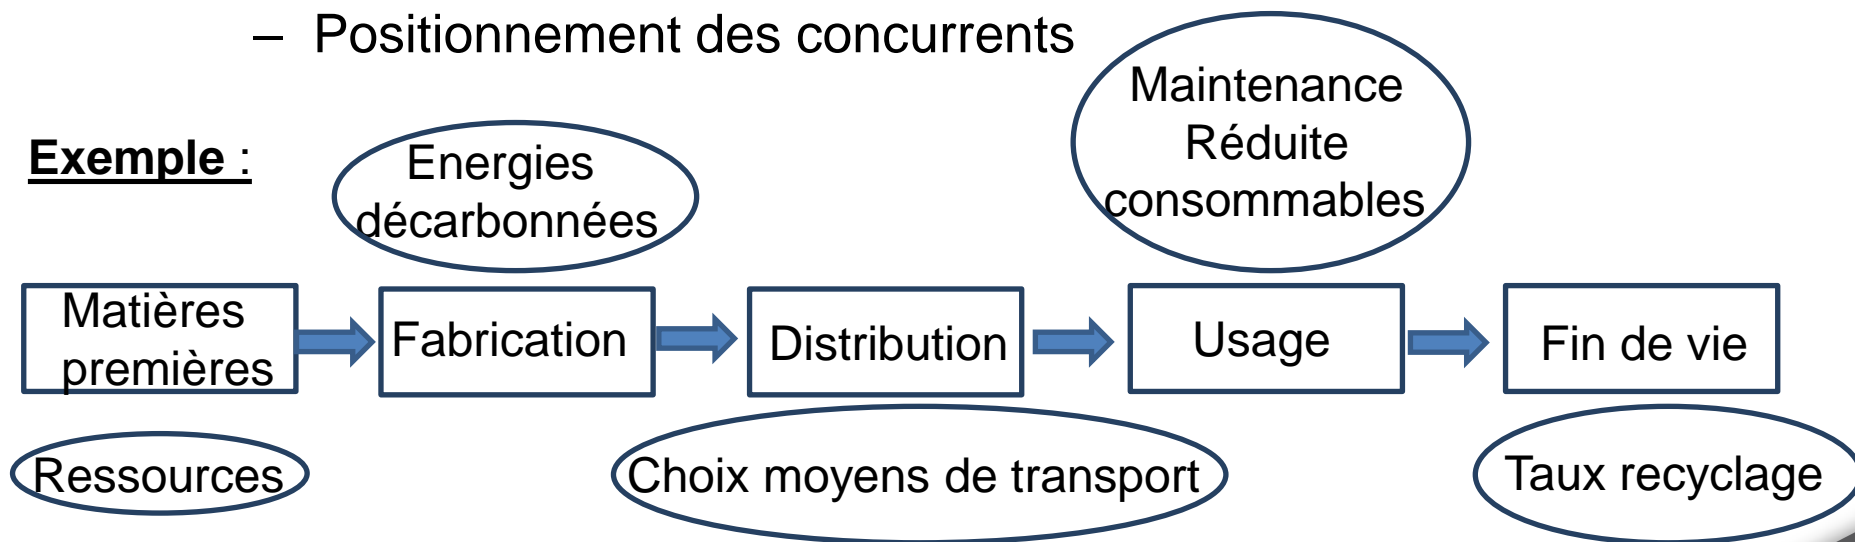 – Positionnement des concurrents
Exemple :
Energies
décarbonnées
Maintenance
Réduite
consommables
Matières
premières
Fabrication
Distribution
Usage
Fin de vie
Ressources
Choix moyens de transport
Taux recyclage